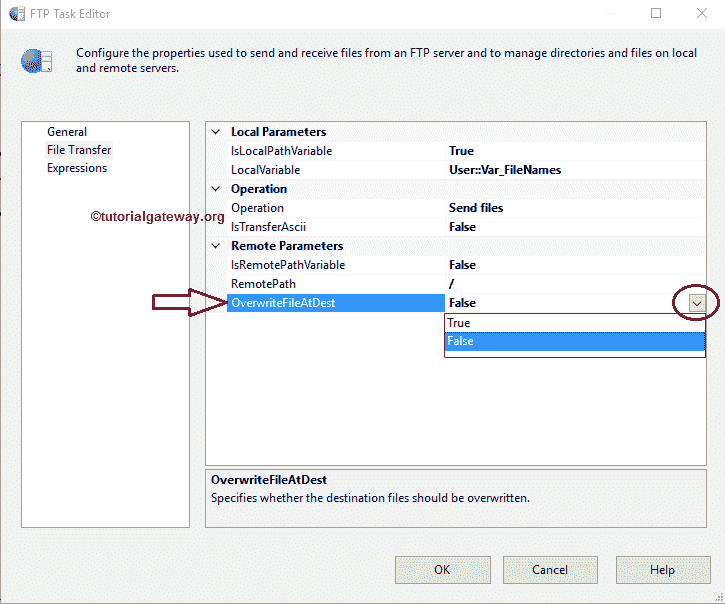 FTP Task Editor
Configure the properties used to send and receive files from an FTP server and to manage directories and files on local
and remote servers.
General
File Transfer
Expressions
©tutorialgateway.org
Local Parameters
IsLocalPathVariable True
LocalVariable User::Var_FileNames
Operation
Operation Send files
IsTransferAscii False
Remote Parameters
IsRemotePathVariable False
RemotePath /
OverwriteFileAtDest False
True
False
OverwriteFileAtDest
Specifies whether the destination files should be overwritten.
OK Cancel Help